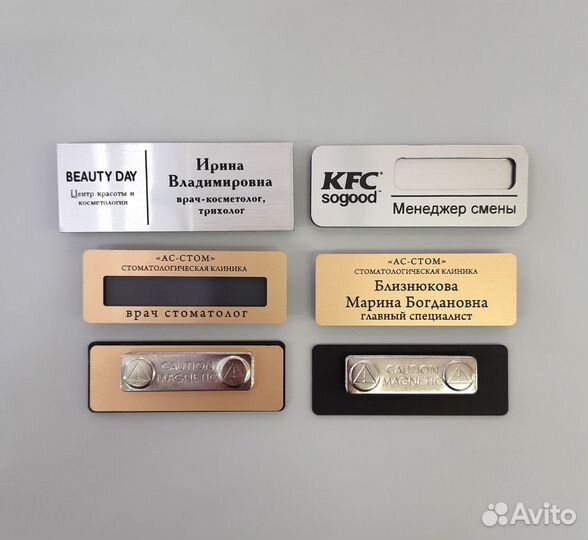 BEAUTY DAY
Центр красоты и
косметологии
Ирина
Владимировна
врач-косметолог,
трихолог
KFC
sogood™
Менеджер смены
«АС-СТОМ»
СТОМАТОЛОГИЧЕСКАЯ КЛИНИКА
врач стоматолог
«АС-СТОМ»
СТОМАТОЛОГИЧЕСКАЯ КЛИНИКА
Близнюкова
Марина Богдановна
главный специалист
CAUTION
MAGNETIC
CAUTION
MAGNETIC
Avito